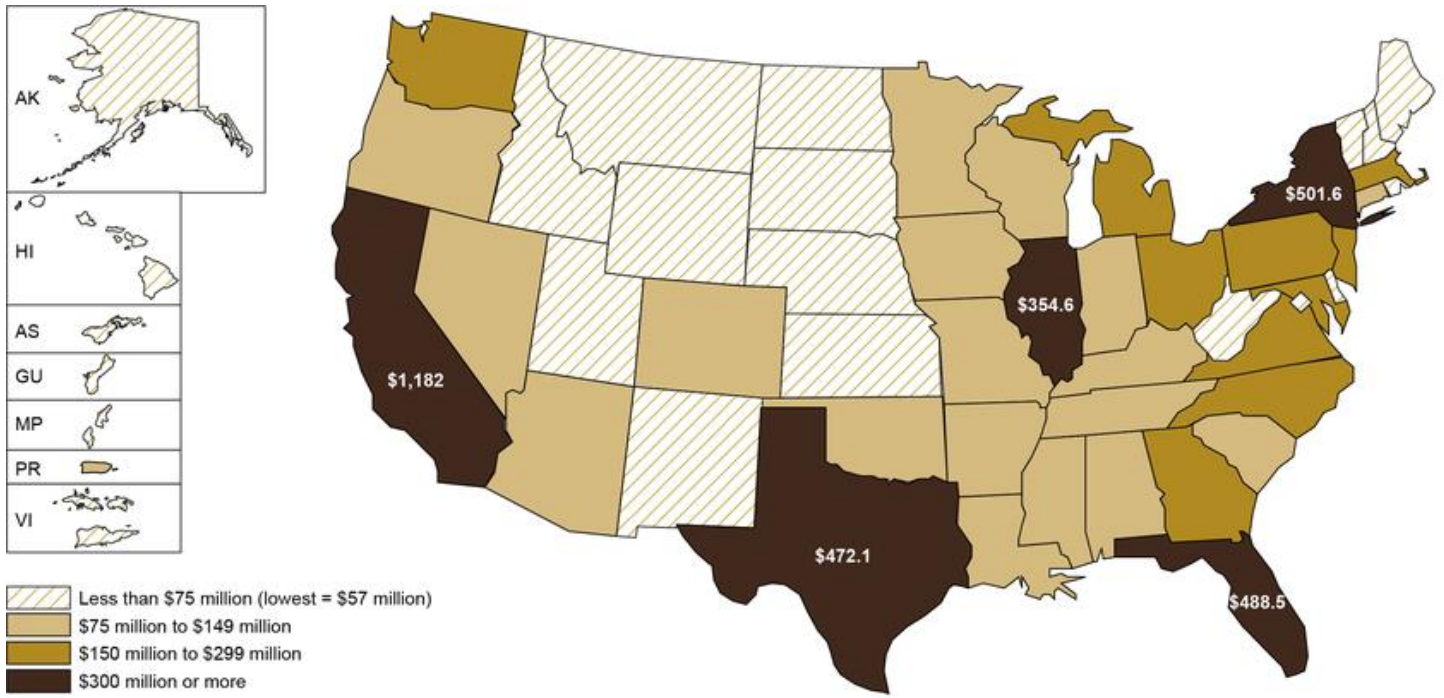 AK
HI
AS
GU
MP
PR
VI
$1,182
$472.1
$354.6
$501.6
$488.5
Less than $75 million (lowest = $57 million)
$75 million to $149 million
$150 million to $299 million
$300 million or more